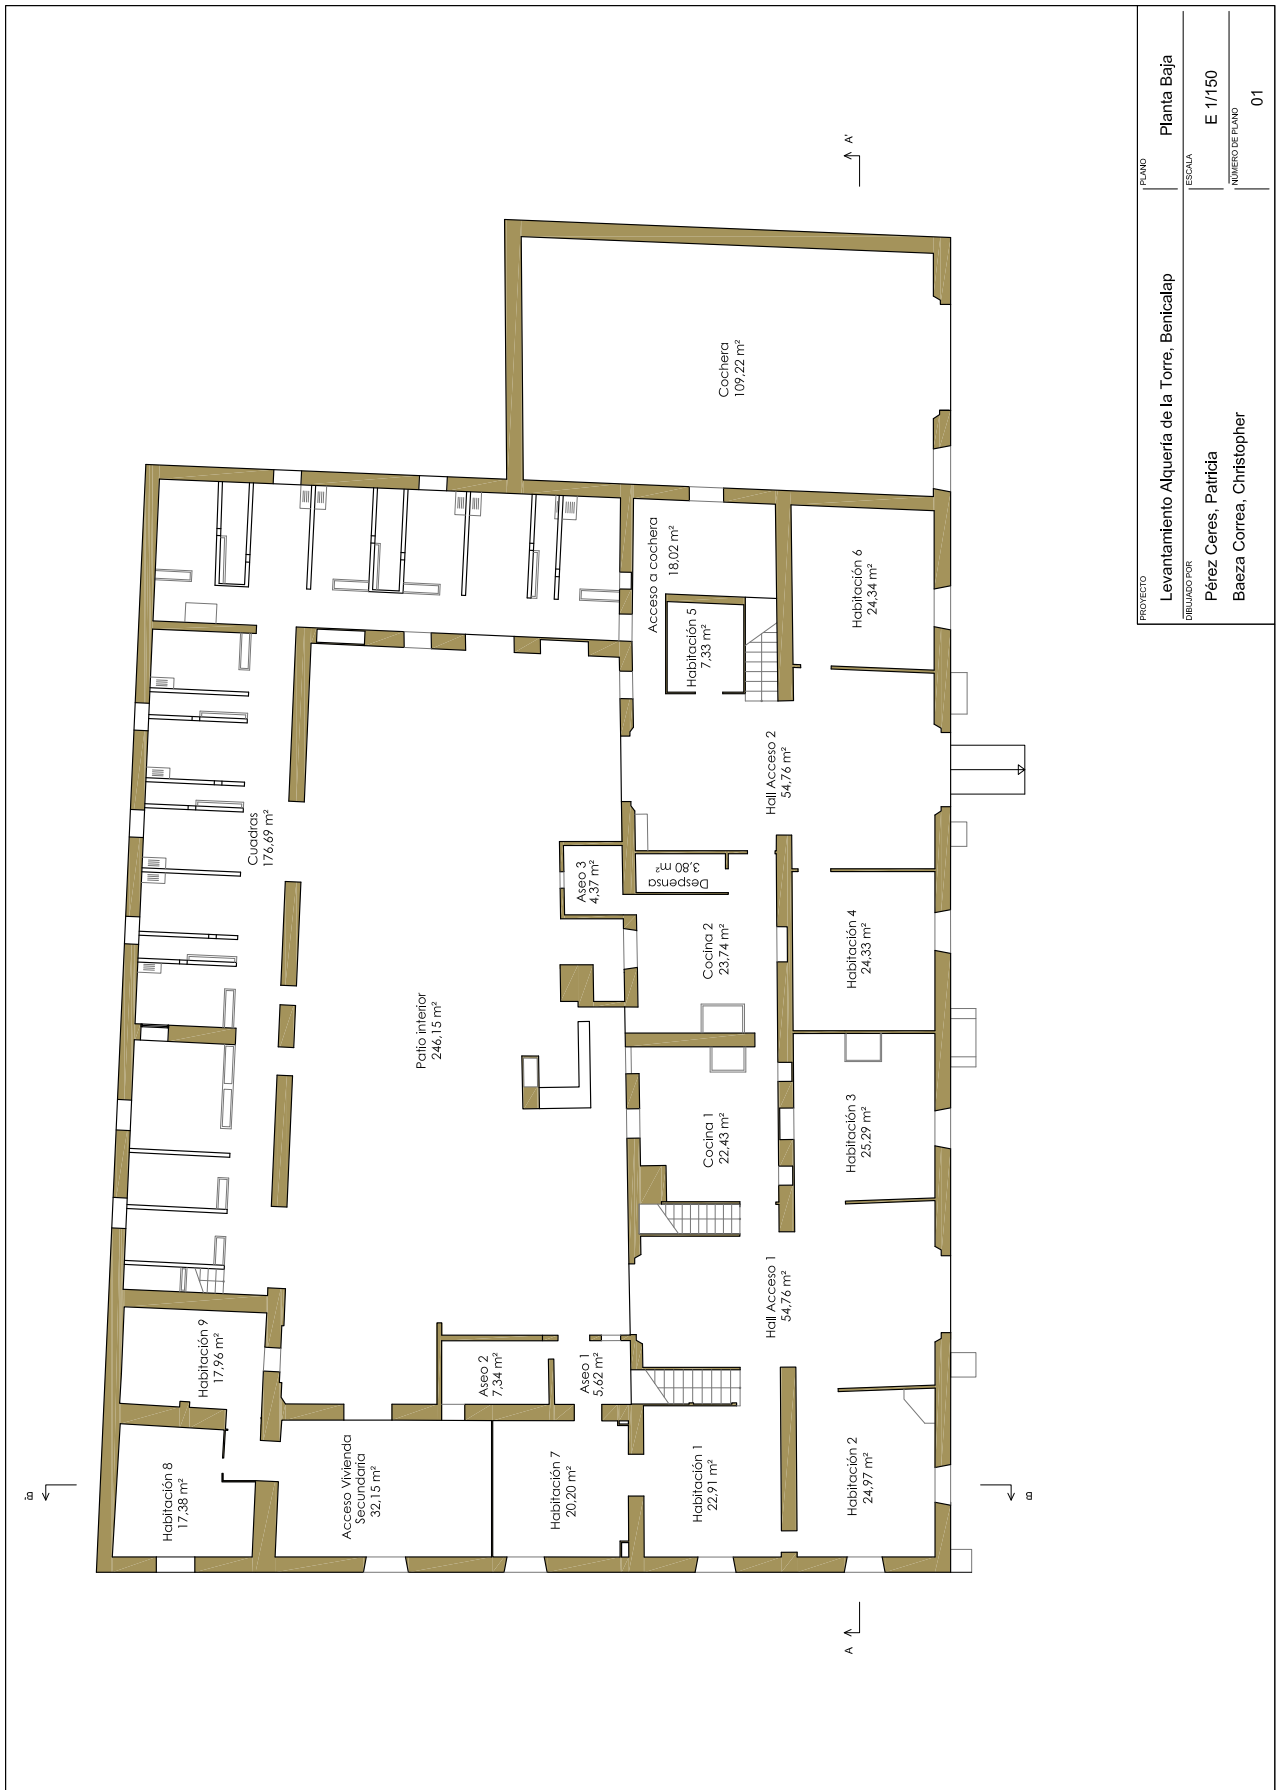 Cuadras
176,69 m²
Patio interior
246,15 m²
Cochera
109,22 m²
Acceso a cochera
18,02 m²
Habitación 5
7,33 m²
Habitación 6
24,34 m²
Hall Acceso 2
54,76 m²
Aseo 3
4,37 m²
Despensa
3,80 m²
Cocina 2
23,74 m²
Habitación 4
24,33 m²
Cocina 1
22,43 m²
Habitación 3
25,29 m²
Hall Acceso 1
54,76 m²
Habitación 9
17,96 m²
Aseo 2
7,34 m²
Aseo 1
5,62 m²
Habitación 8
17,38 m²
Acceso Vivienda
Secundaria
32,15 m²
Habitación 7
20,20 m²
Habitación 1
22,91 m²
Habitación 2
24,97 m²
A
A'
B'
B
PROYECTO
Levantamiento Alquería de la Torre, Benicalap
DIBUJADO POR
Pérez Ceres, Patricia
Baeza Correa, Christopher
PLANO
Planta Baja
ESCALA
E 1/150
NÚMERO DE PLANO
01